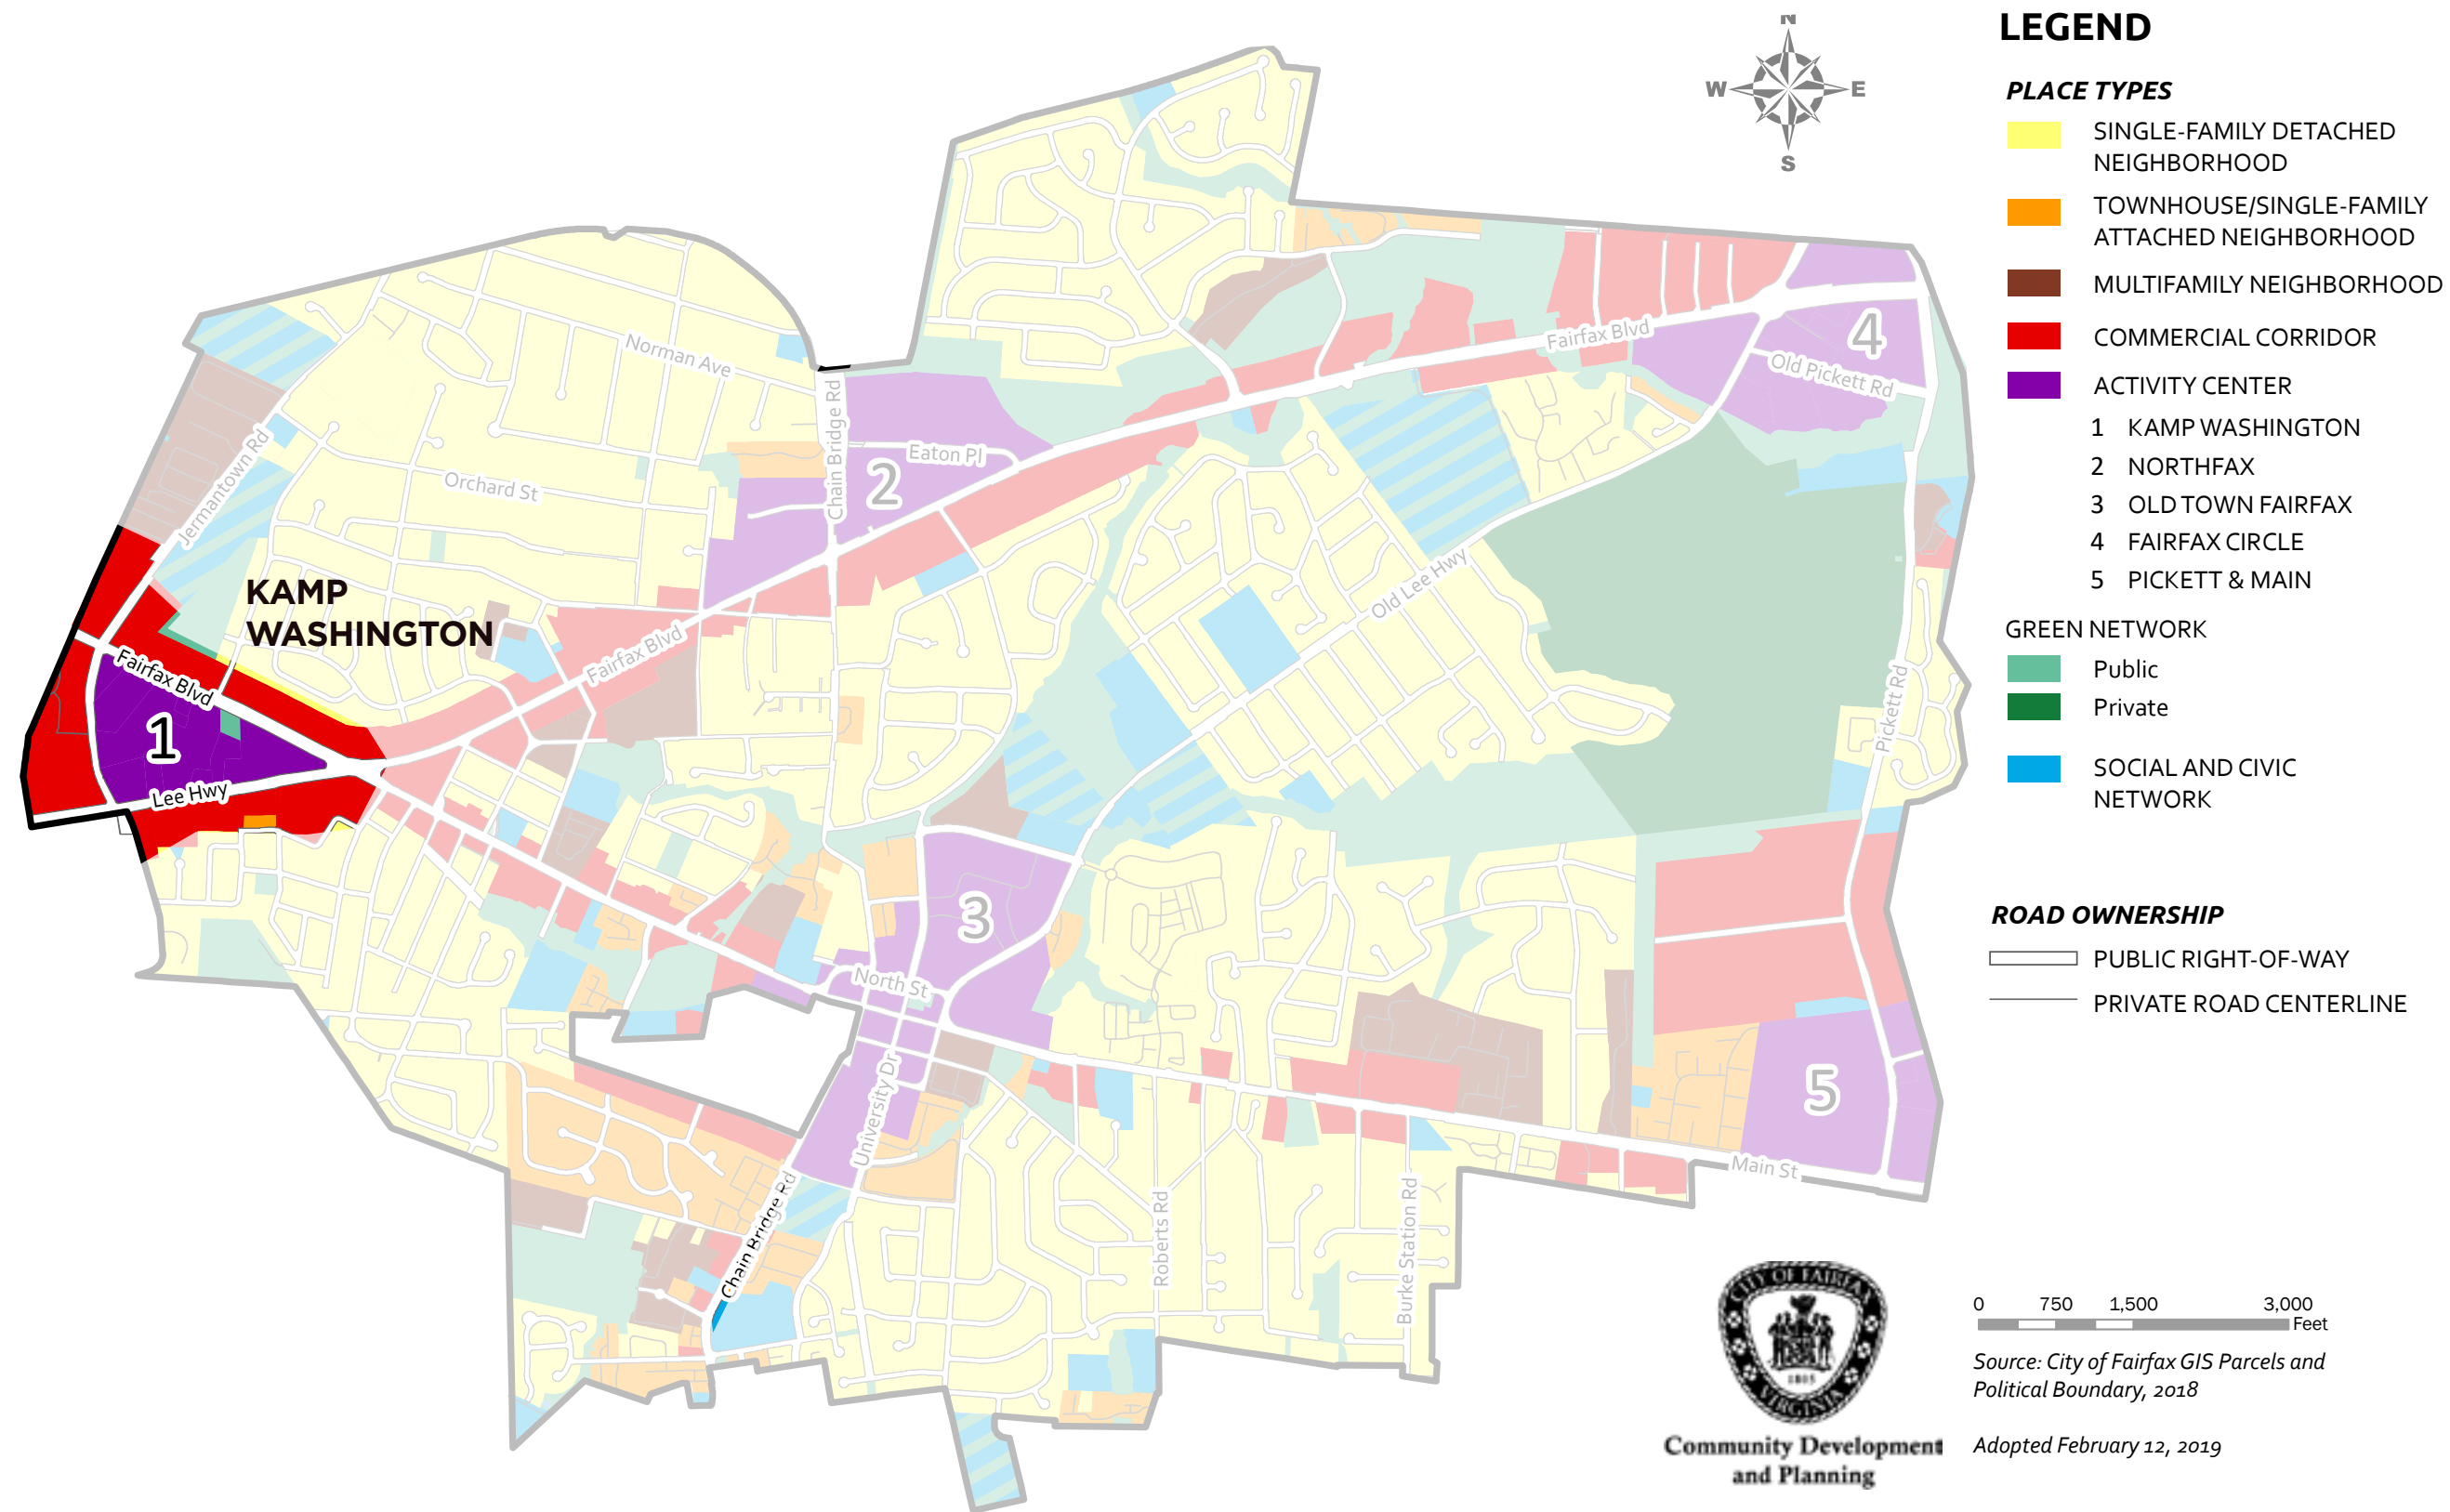 N
W
E
S
LEGEND
PLACE TYPES
SINGLE-FAMILY DETACHED
NEIGHBORHOOD
TOWNHOUSE/SINGLE-FAMILY
ATTACHED NEIGHBORHOOD
MULTIFAMILY NEIGHBORHOOD
COMMERCIAL CORRIDOR
ACTIVITY CENTER
1 KAMP WASHINGTON
2 NORTHFAX
3 OLD TOWN FAIRFAX
4 FAIRFAX CIRCLE
5 PICKETT & MAIN
GREEN NETWORK
Public
Private
SOCIAL AND CIVIC
NETWORK
ROAD OWNERSHIP
PUBLIC RIGHT-OF-WAY
PRIVATE ROAD CENTERLINE
Norman Ave
Chain Bridge Rd
Eaton Pl
2
Orchard St
Jermantown Rd
Fairfax Blvd
4
Old Pickett Rd
KAMP
WASHINGTON
Fairfax Blvd
Fairfax Blvd
1
Lee Hwy
Old Lee Hwy
Pickett Rd
3
North St
University Dr
5
Main St
Chain Bridge Rd
Roberts Rd
Burke Station Rd
CITY OF FAIRFAX
1805
VIRGINIA
Community Development
and Planning
0 750 1,500 3,000
Feet
Source: City of Fairfax GIS Parcels and
Political Boundary, 2018
Adopted February 12, 2019